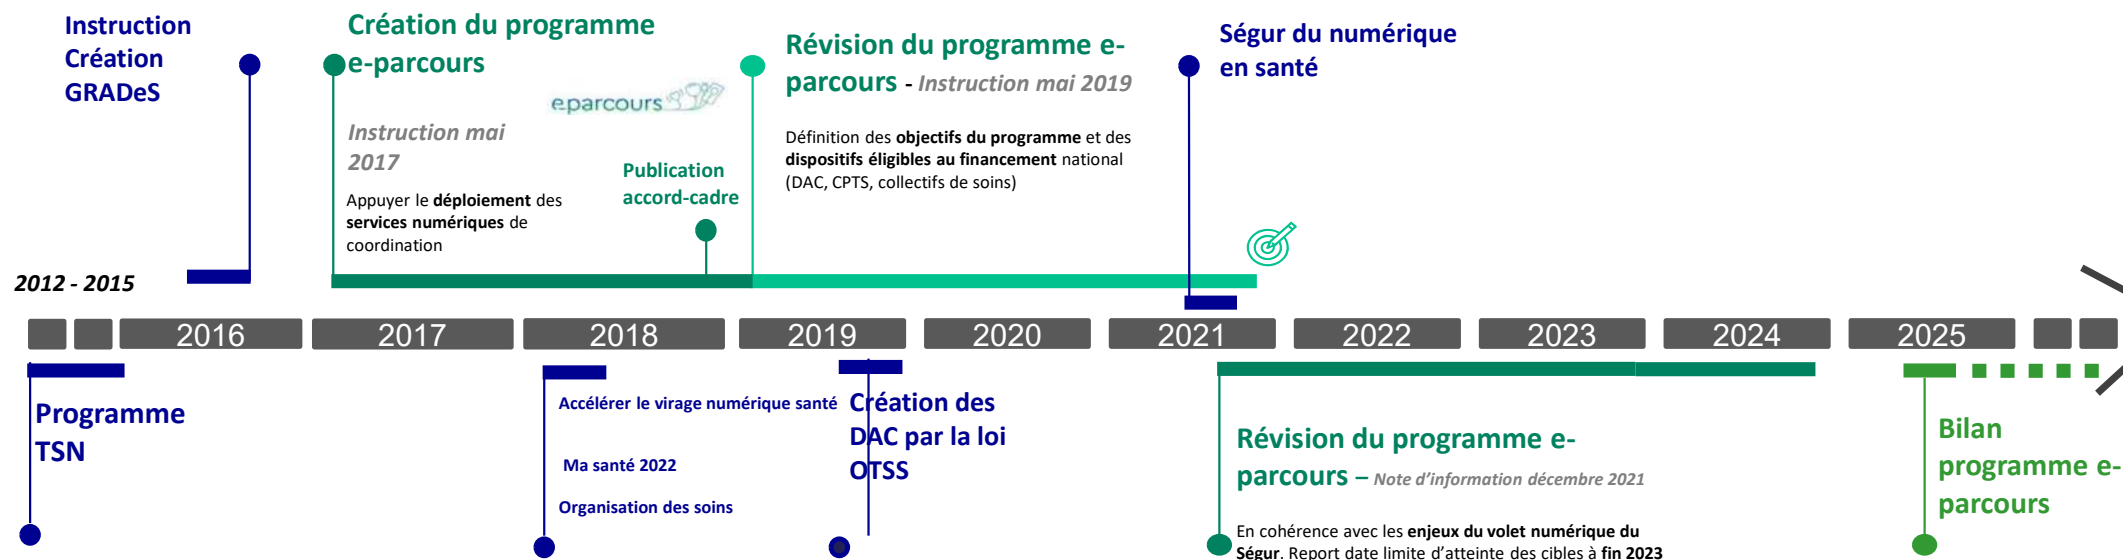 Instruction
Création
GRADeS
Création du programme
e-parcours
eparcours
Instruction mai
2017
Appuyer le déploiement des
services numériques de
coordination
Publication
accord-cadre
Révision du programme e-
parcours - Instruction mai 2019
Définition des objectifs du programme et des
dispositifs éligibles au financement national
(DAC, CPTS, collectifs de soins)
Ségur du numérique
en santé
2012 - 2015
2016
2017
2018
2019
2020
2021
2022
2023
2024
2025
Programme
TSN
Accélérer le virage numérique santé
Ma santé 2022
Organisation des soins
Création des
DAC par la loi
OTSS
Révision du programme e-
parcours – Note d'information décembre 2021
En cohérence avec les enjeux du volet numérique du
Ségur. Report date limite d'atteinte des cibles à fin 2023
Bilan
programme e-
parcours